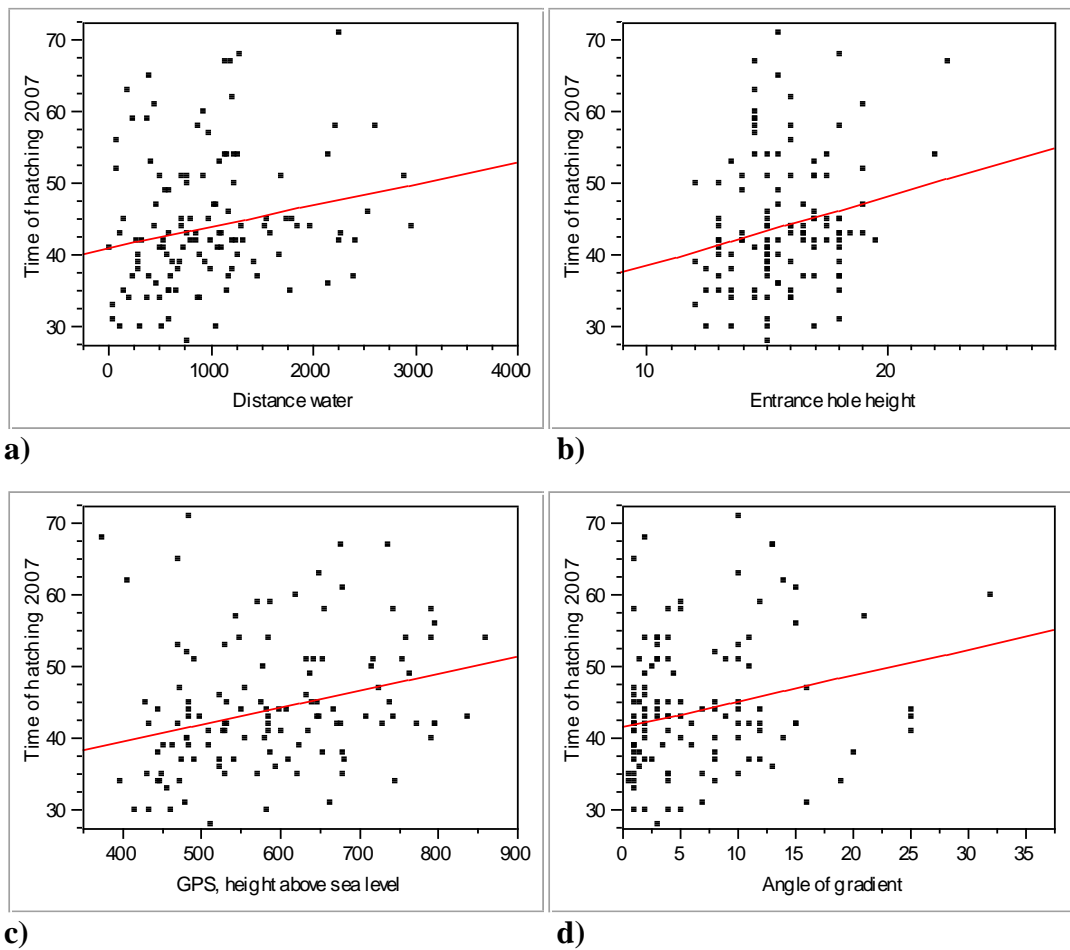 Time of hatching 2007
70
60
50
40
30
0 1000 2000 3000 4000
Distance water
a)
Time of hatching 2007
70
60
50
40
30
10 20
Entrance hole height
b)
Time of hatching 2007
70
60
50
40
30
400 500 600 700 800 900
GPS, height above sea level
c)
Time of hatching 2007
70
60
50
40
30
0 5 10 15 20 25 30 35
Angle of gradient
d)